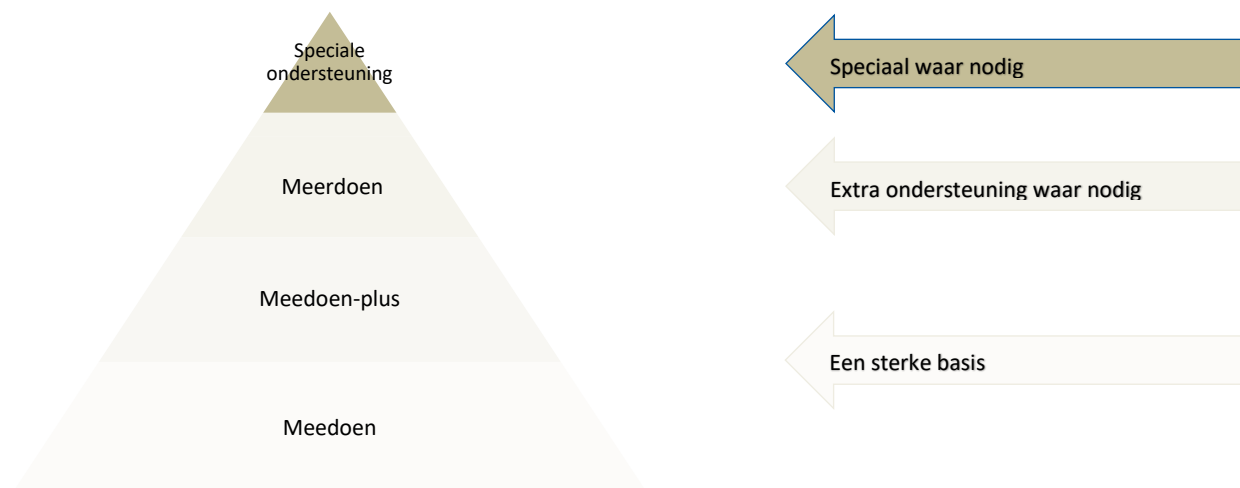 Speciale
ondersteuning
Speciaal waar nodig
Meerdoen
Extra ondersteuning waar nodig
Meedoen-plus
Een sterke basis
Meedoen